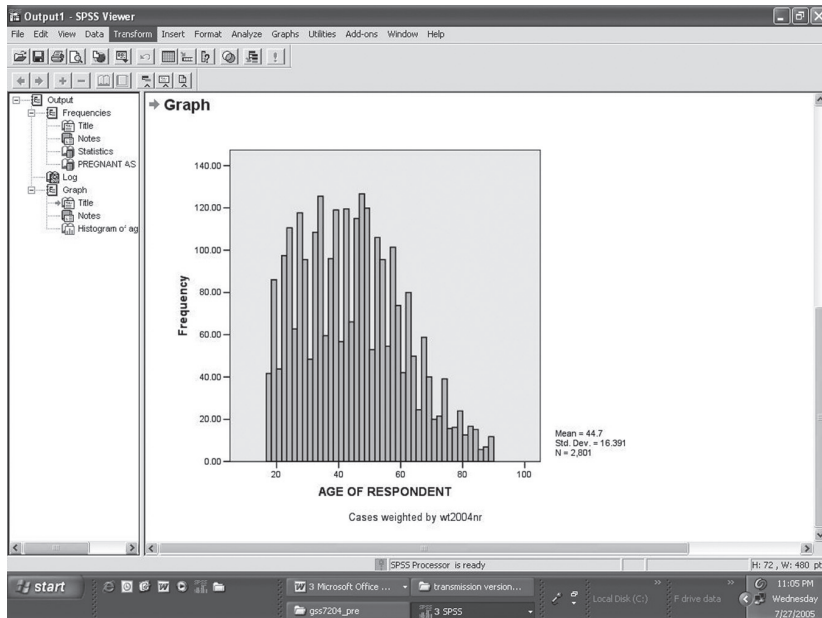 Output1 - SPSS Viewer
File Edit View Data Transform Insert Format Analyze Graphs Utilities Add-ons Window Help
Output
Frequencies
Title
Notes
Statistics
PREGNANT AS
Log
Graph
Title
Notes
Histogram of ag
Graph
140.00
120.00
100.00
80.00
60.00
40.00
20.00
0.00
Frequency
20 40 60 80 100
AGE OF RESPONDENT
Cases weighted by wt2004nr
Mean = 44.7
Std. Dev. = 16.391
N = 2,801
SPSS Processor is ready
H: 72 , W: 480 pt
start
3 Microsoft Office ...
transmission version...
gss7204_pre
3 SPSS
Local Disk (C:)
F drive data
11:05 PM
Wednesday
7/27/2005